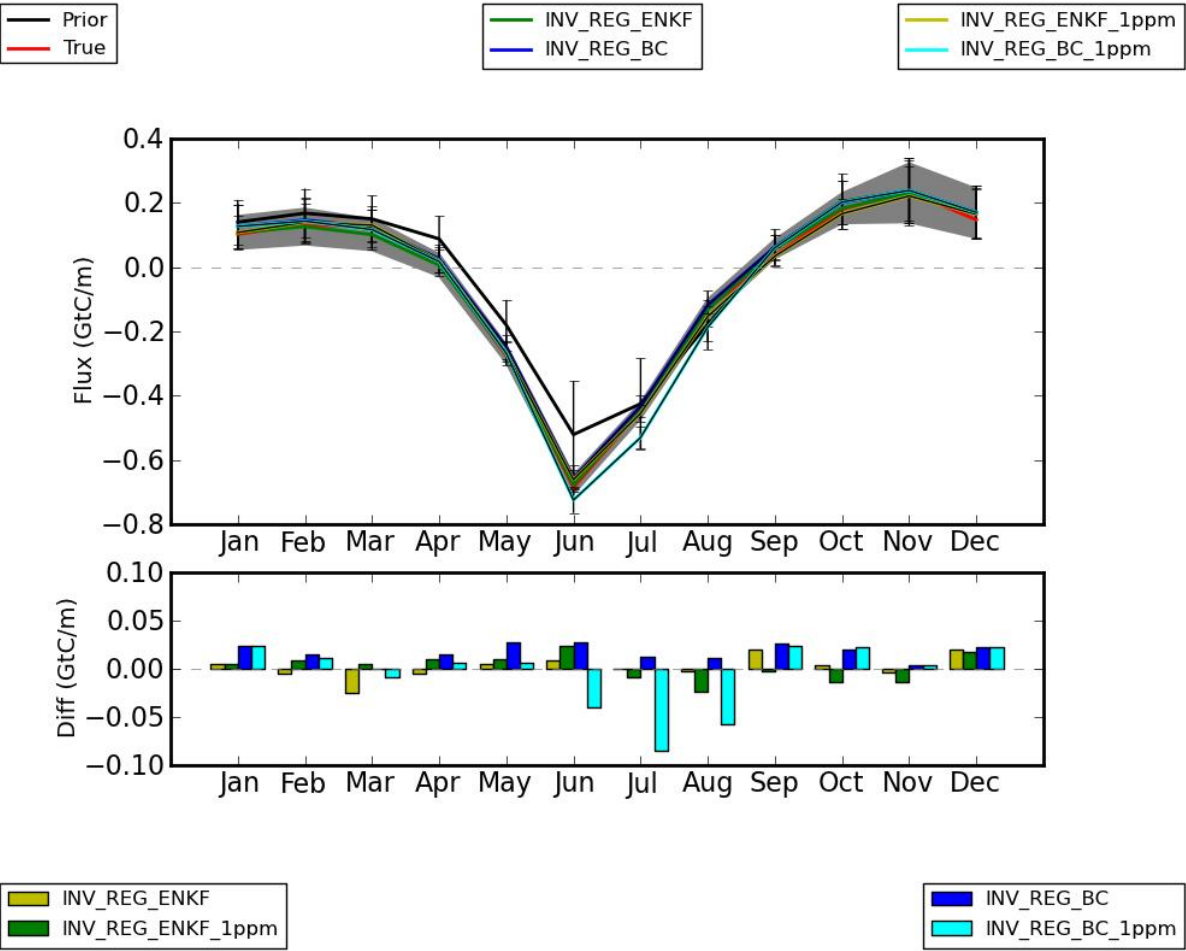 Prior
True
INV_REG_ENKF
INV_REG_BC
INV_REG_ENKF_1ppm
INV_REG_BC_1ppm
Flux (GtC/m)
0.4
0.2
0.0
−0.2
−0.4
−0.6
−0.8
Jan Feb Mar Apr May Jun Jul Aug Sep Oct Nov Dec
Diff (GtC/m)
0.10
0.05
0.00
−0.05
−0.10
Jan Feb Mar Apr May Jun Jul Aug Sep Oct Nov Dec
INV_REG_ENKF
INV_REG_ENKF_1ppm
INV_REG_BC
INV_REG_BC_1ppm